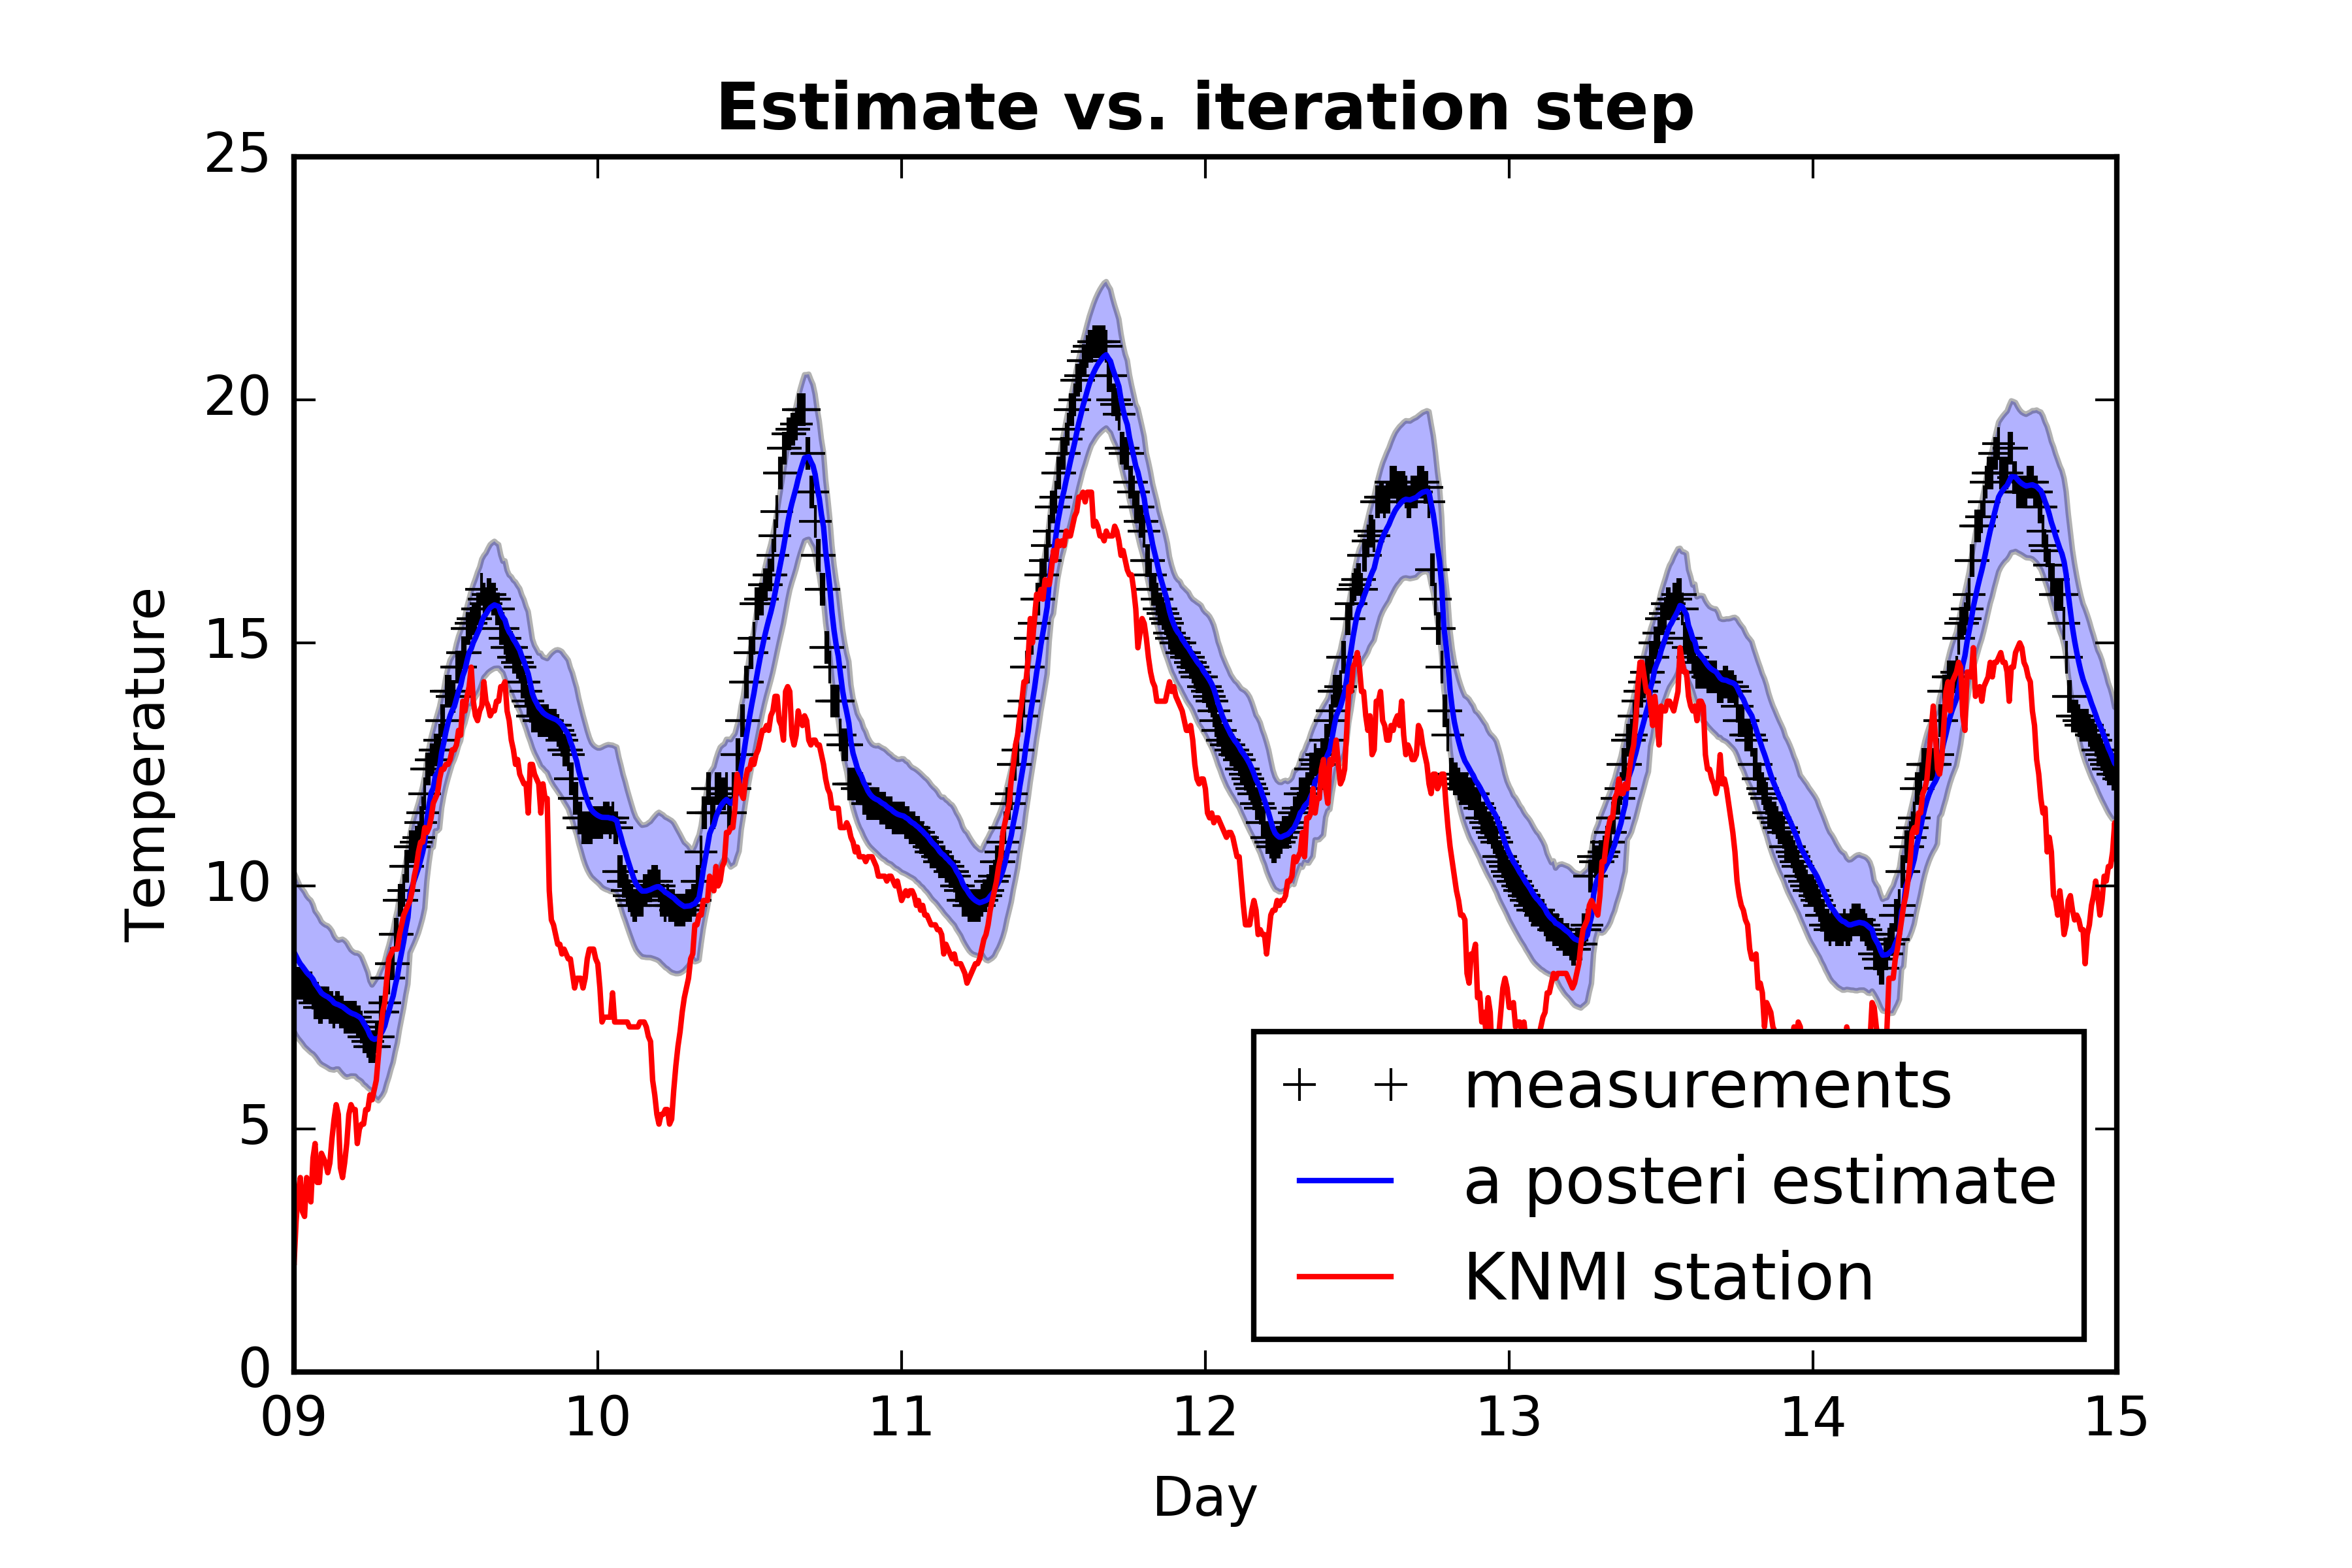 Estimate vs. iteration step
25
20
15
10
5
0
Temperature
09 10 11 12 13 14 15
Day
measurements
a posteri estimate
KNMI station